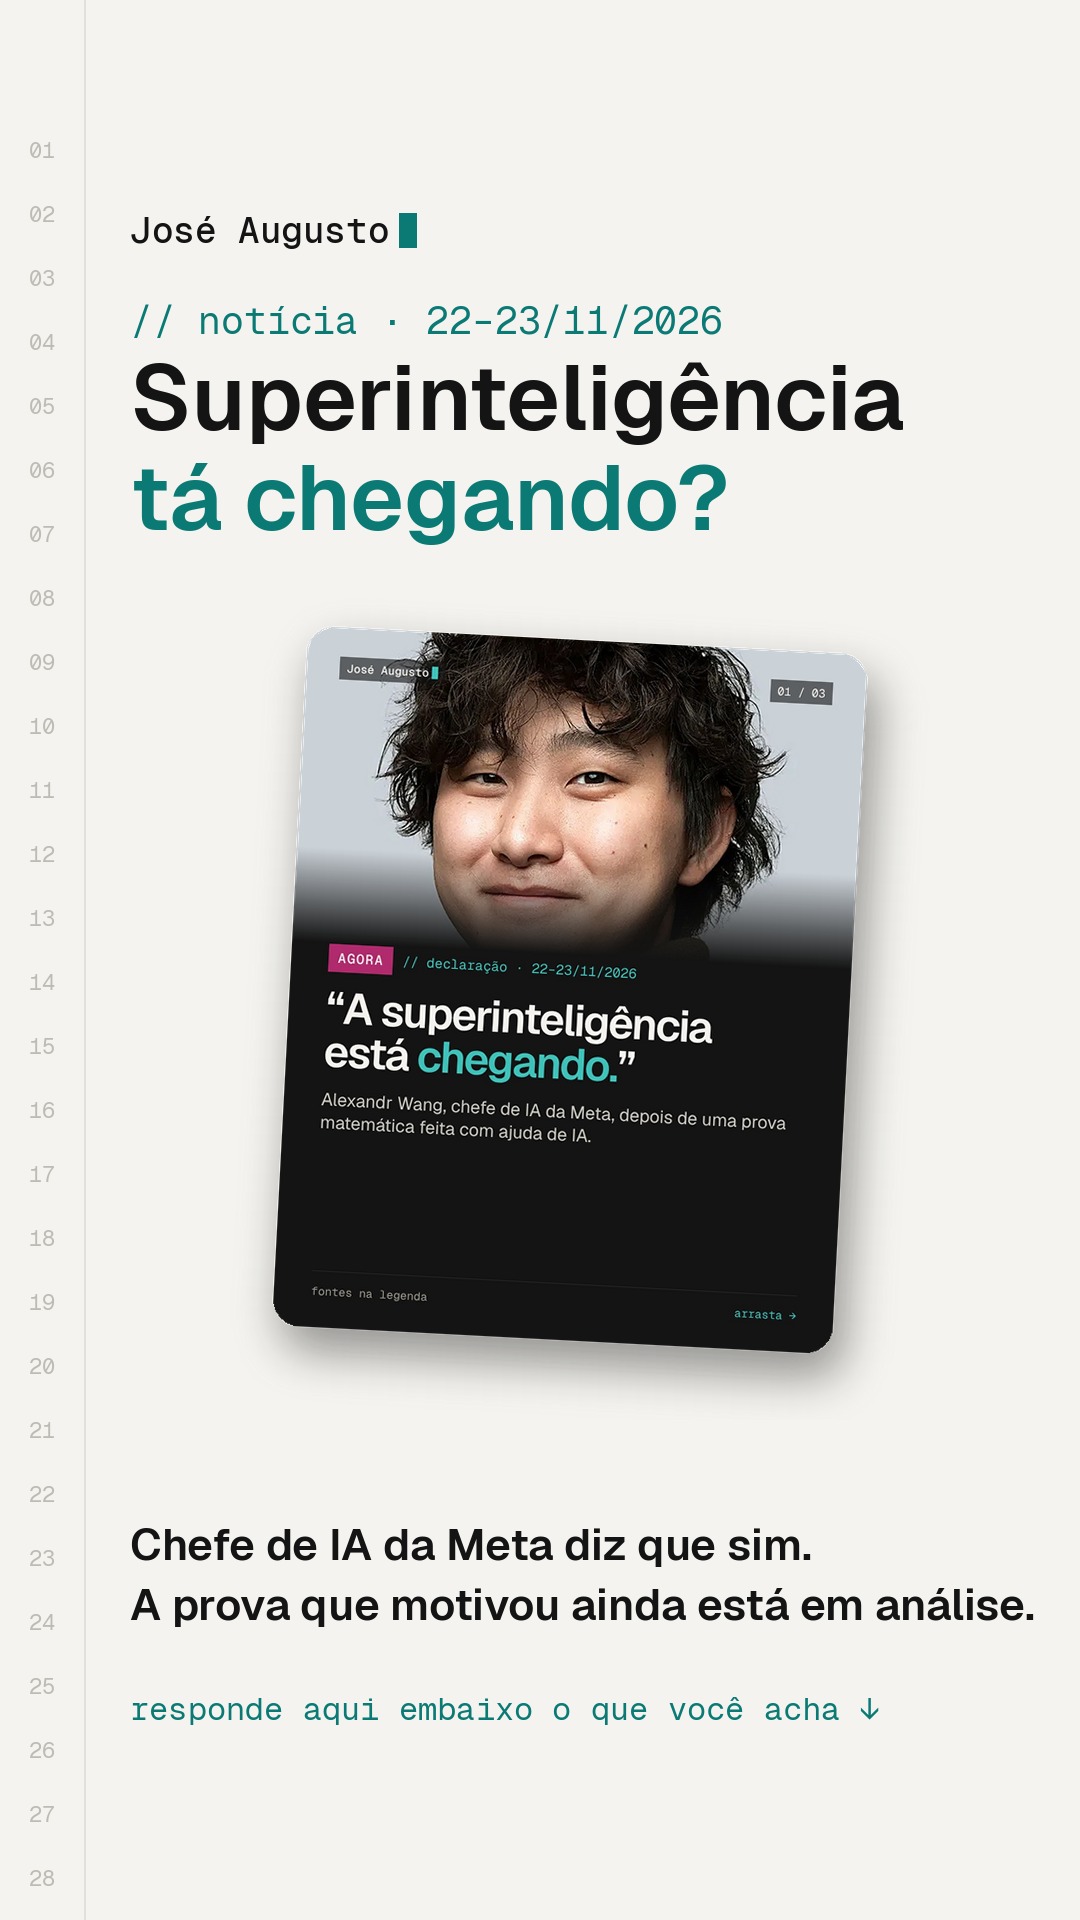 01
02
03
04
05
06
07
08
09
10
11
12
13
14
15
16
17
18
19
20
21
22
23
24
25
26
27
28
José Augusto
// notícia · 22–23/11/2026
Superinteligência
tá chegando?
José Augusto
01 / 03
AGORA // declaração · 22–23/11/2026
“A superinteligência
está chegando.”
Alexandr Wang, chefe de IA da Meta, depois de uma prova
matemática feita com ajuda de IA.
fontes na legenda
arrasta →
Chefe de IA da Meta diz que sim.
A prova que motivou ainda está em análise.
responde aqui embaixo o que você acha ↓